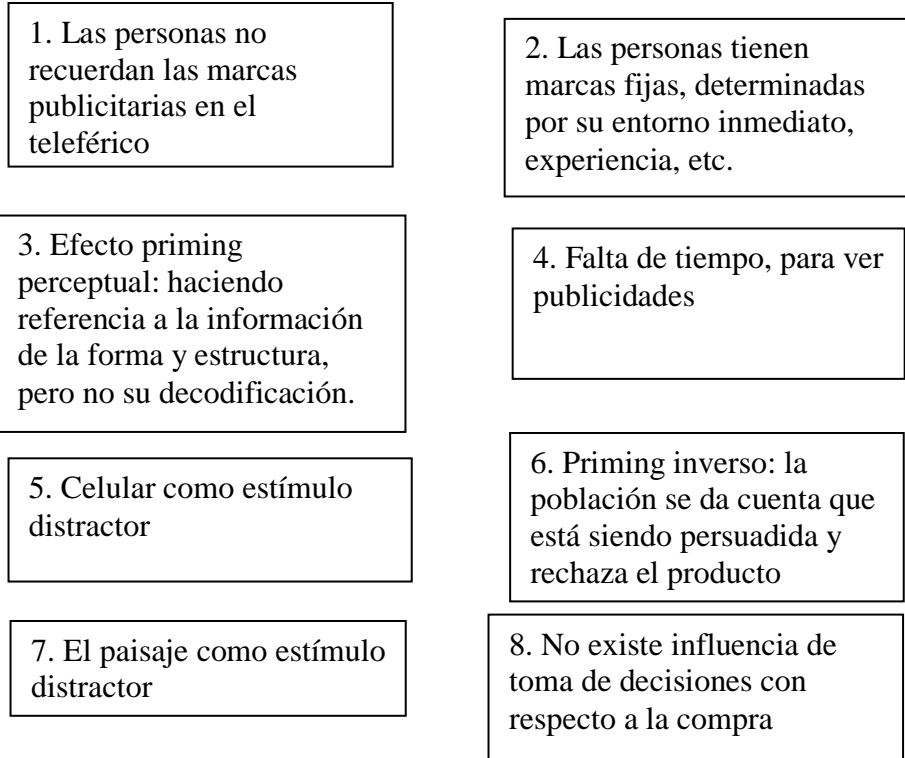 1. Las personas no
recuerdan las marcas
publicitarias en el
teleférico
2. Las personas tienen
marcas fijas, determinadas
por su entorno inmediato,
experiencia, etc.
3. Efecto priming
perceptual: haciendo
referencia a la información
de la forma y estructura,
pero no su decodificación.
4. Falta de tiempo, para ver
publicidades
5. Celular como estímulo
distractor
6. Priming inverso: la
población se da cuenta que
está siendo persuadida y
rechaza el producto
7. El paisaje como estímulo
distractor
8. No existe influencia de
toma de decisiones con
respecto a la compra